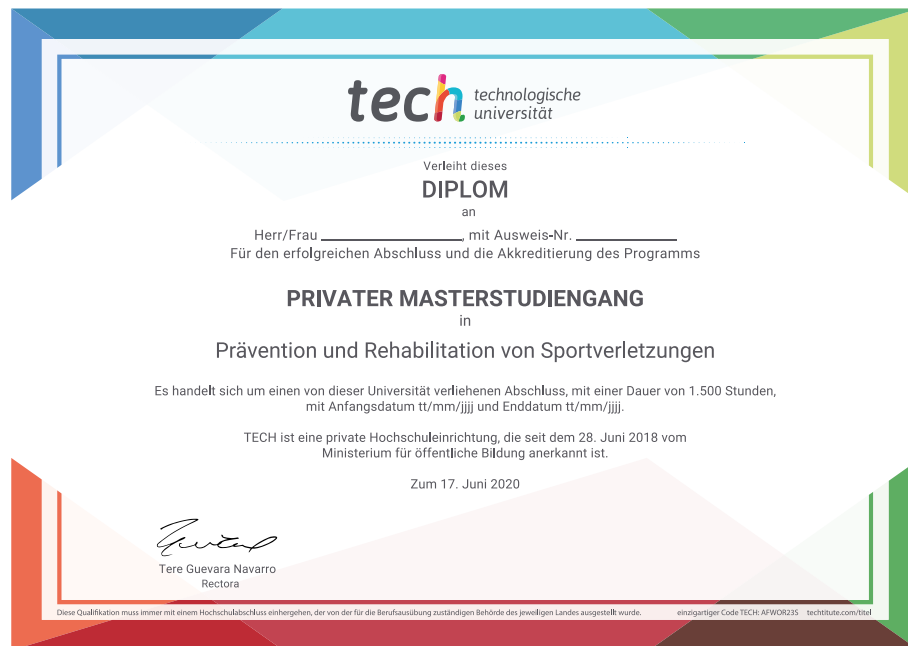 tech technologische
universität
Verleiht dieses
DIPLOM
an
Herr/Frau ____________________, mit Ausweis-Nr. ______________
Für den erfolgreichen Abschluss und die Akkreditierung des Programms
PRIVATER MASTERSTUDIENGANG
in
Prävention und Rehabilitation von Sportverletzungen
Es handelt sich um einen von dieser Universität verliehenen Abschluss, mit einer Dauer von 1.500 Stunden,
mit Anfangsdatum tt/mm/jjjj und Enddatum tt/mm/jjjj.
TECH ist eine private Hochschuleinrichtung, die seit dem 28. Juni 2018 vom
Ministerium für öffentliche Bildung anerkannt ist.
Zum 17. Juni 2020
Tere Guevara Navarro
Rectora
Diese Qualifikation muss immer mit einem Hochschulabschluss einhergehen, der von der für die Berufsausübung zuständigen Behörde des jeweiligen Landes ausgestellt wurde. einzigartiger Code TECH: AFWOR23S techtitute.com/titel